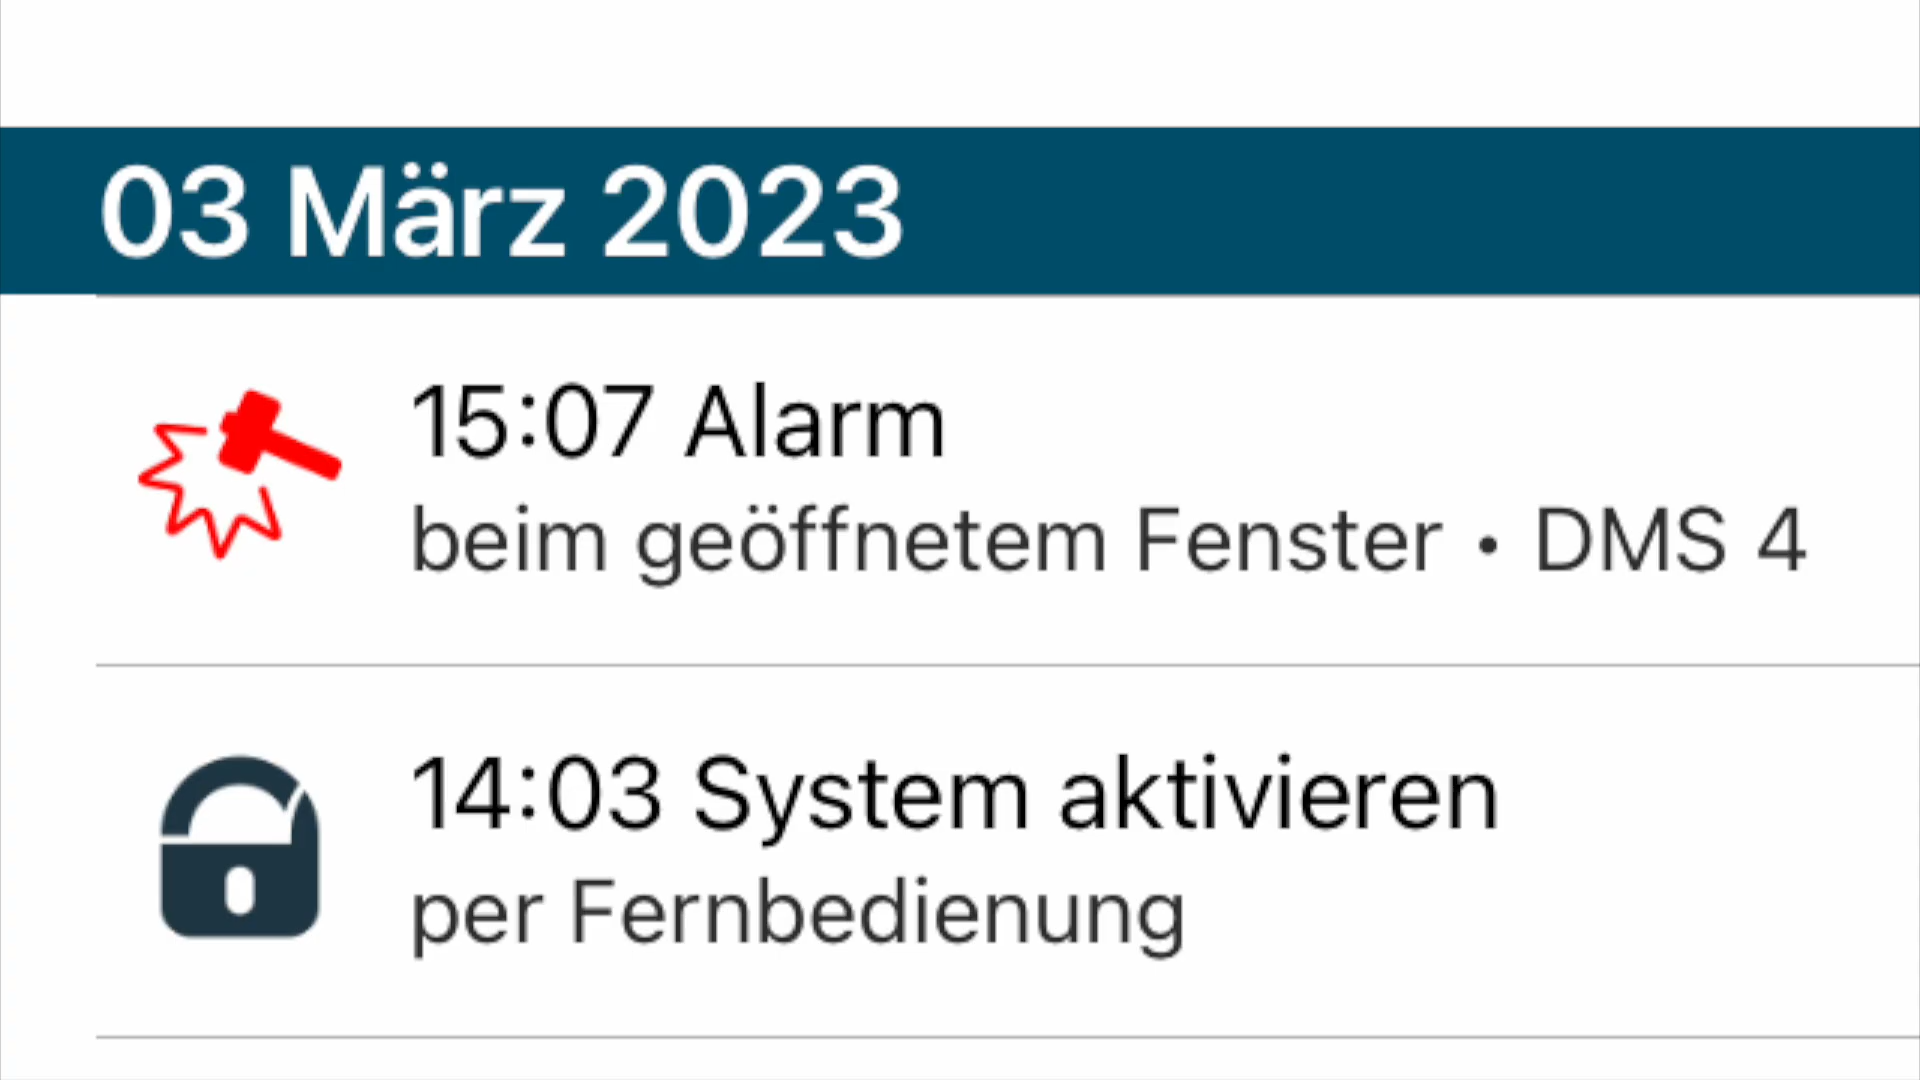 03 März 2023
15:07 Alarm
beim geöffnetem Fenster • DMS 4
14:03 System aktivieren
per Fernbedienung